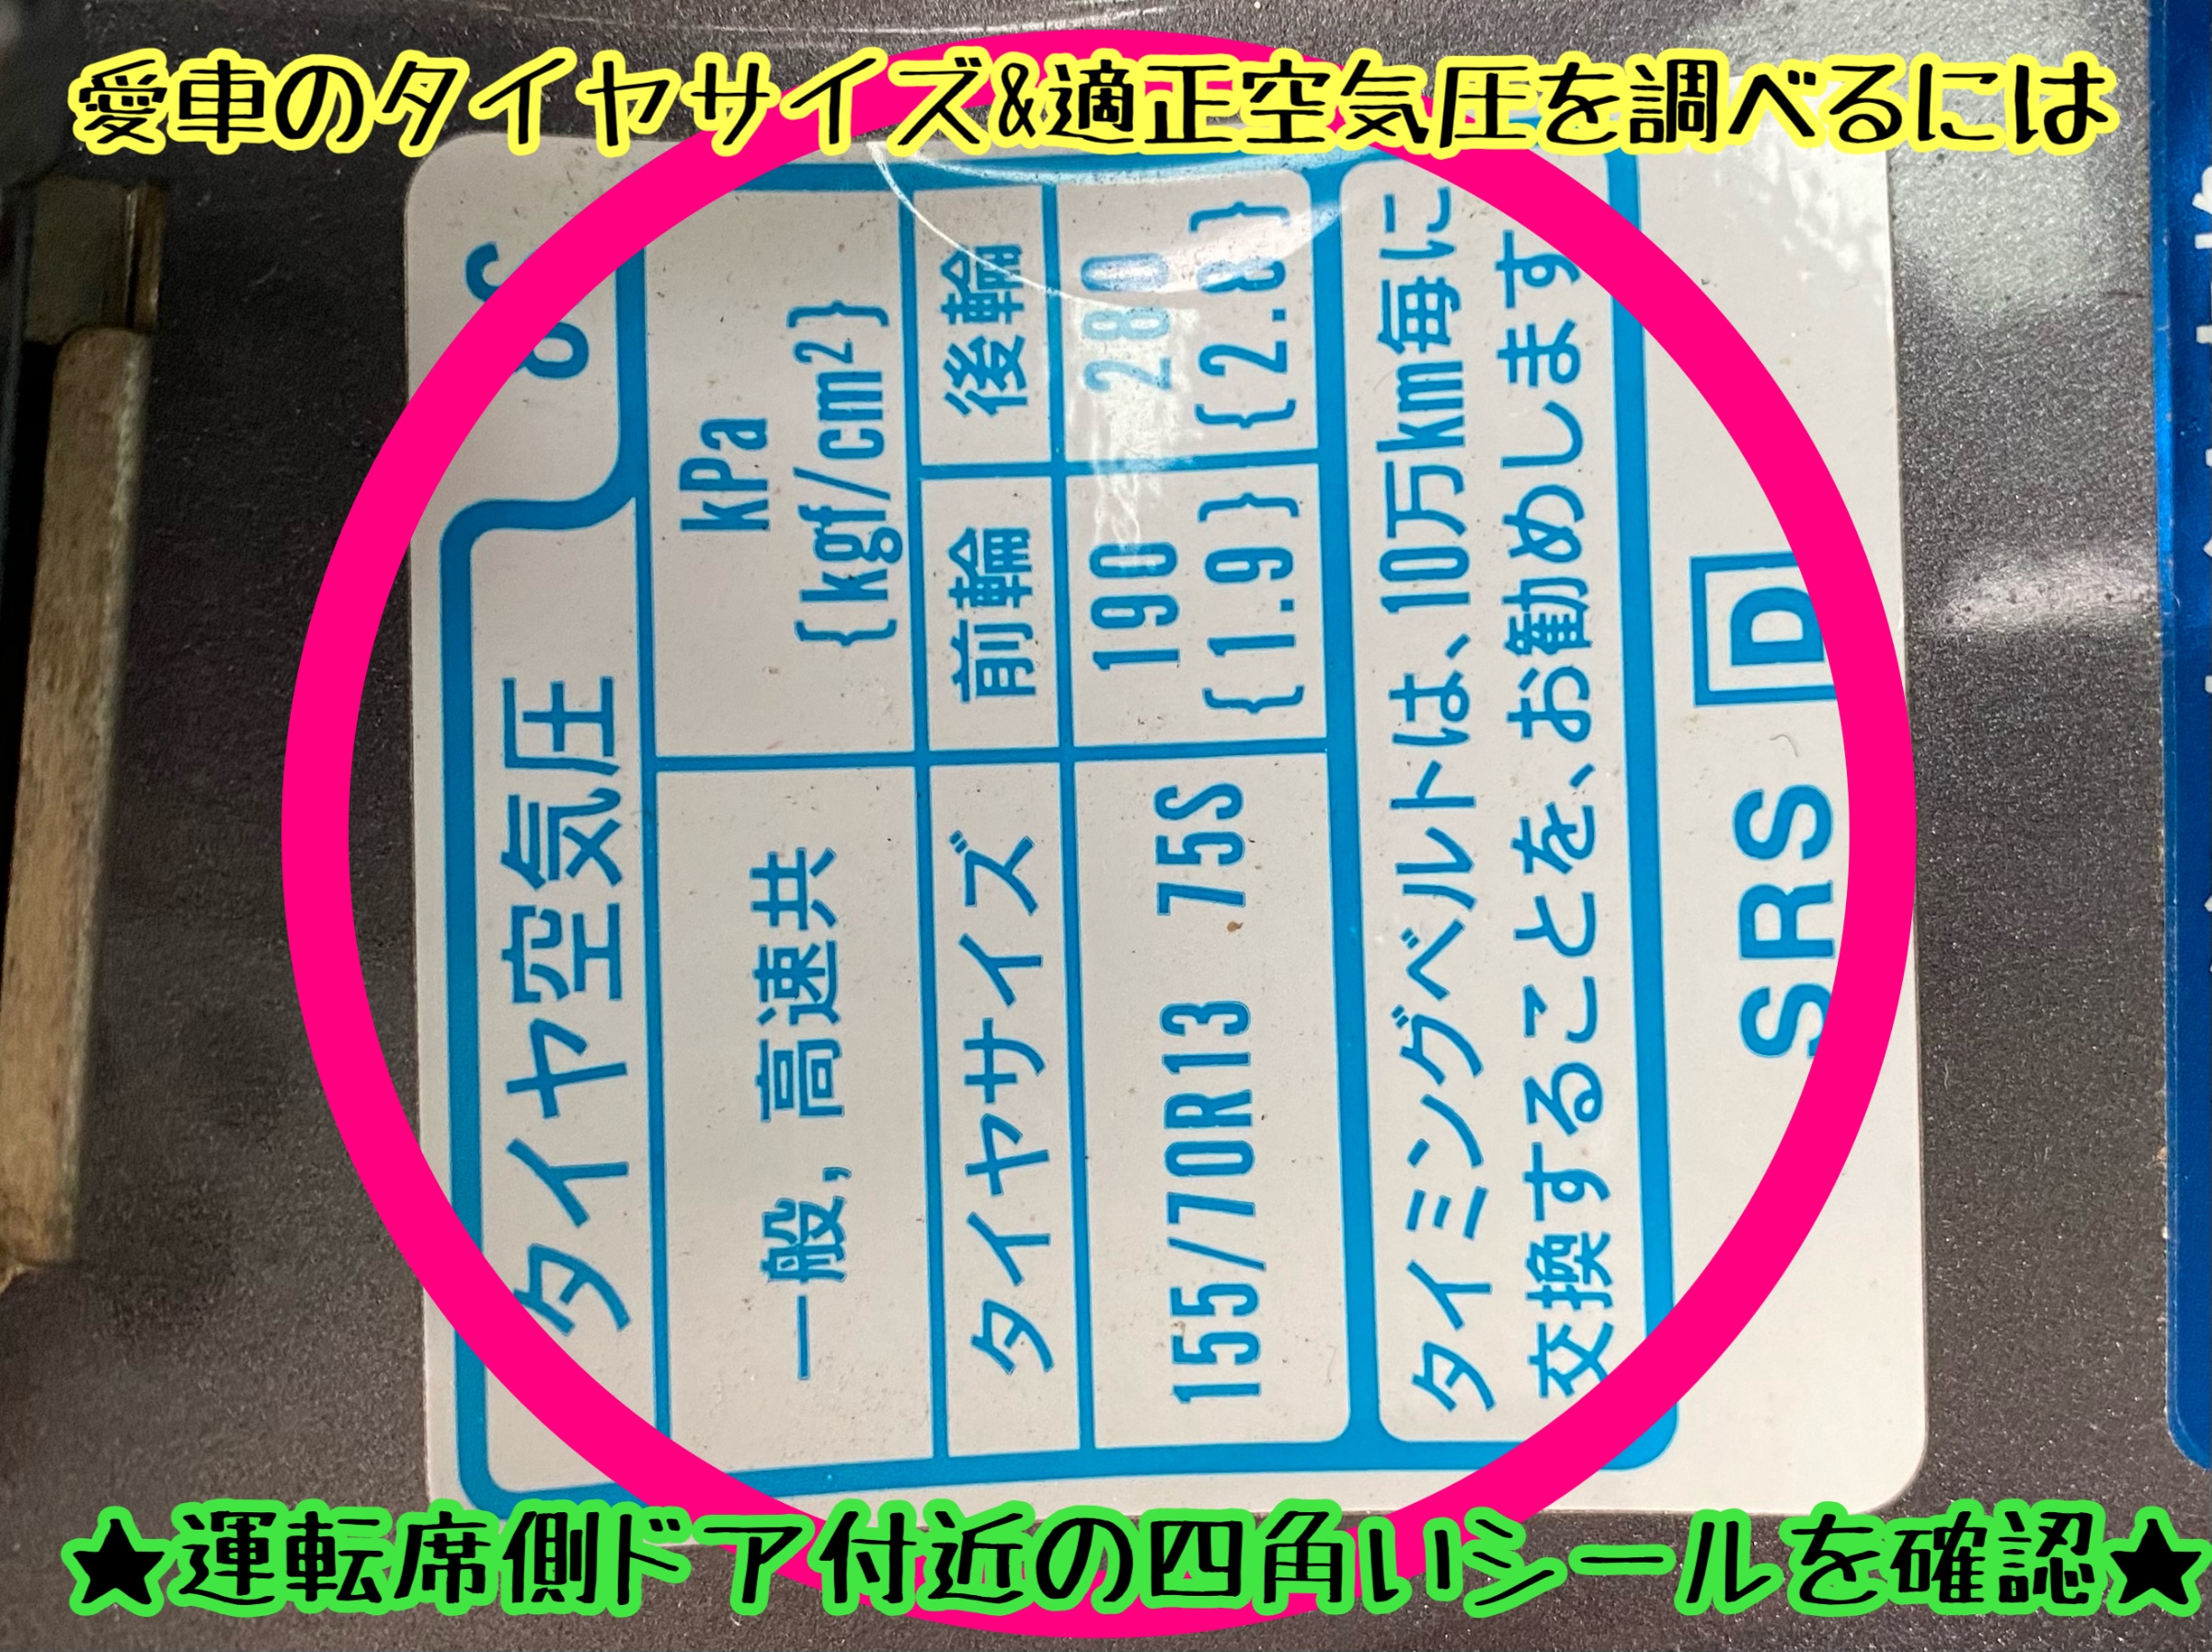 愛車のタイヤサイズ&適正空気圧を調べるには
タイヤ空気圧
一般，高速共
kPa
{kgf/cm²}
タイヤサイズ
前輪
後輪
155/70R13 75S
190
{1.9}
280
{2.8}
タイミングベルトは、10万km毎に
交換することを、お勧めします
SRS D
★運転席側ドア付近の四角いシールを確認★